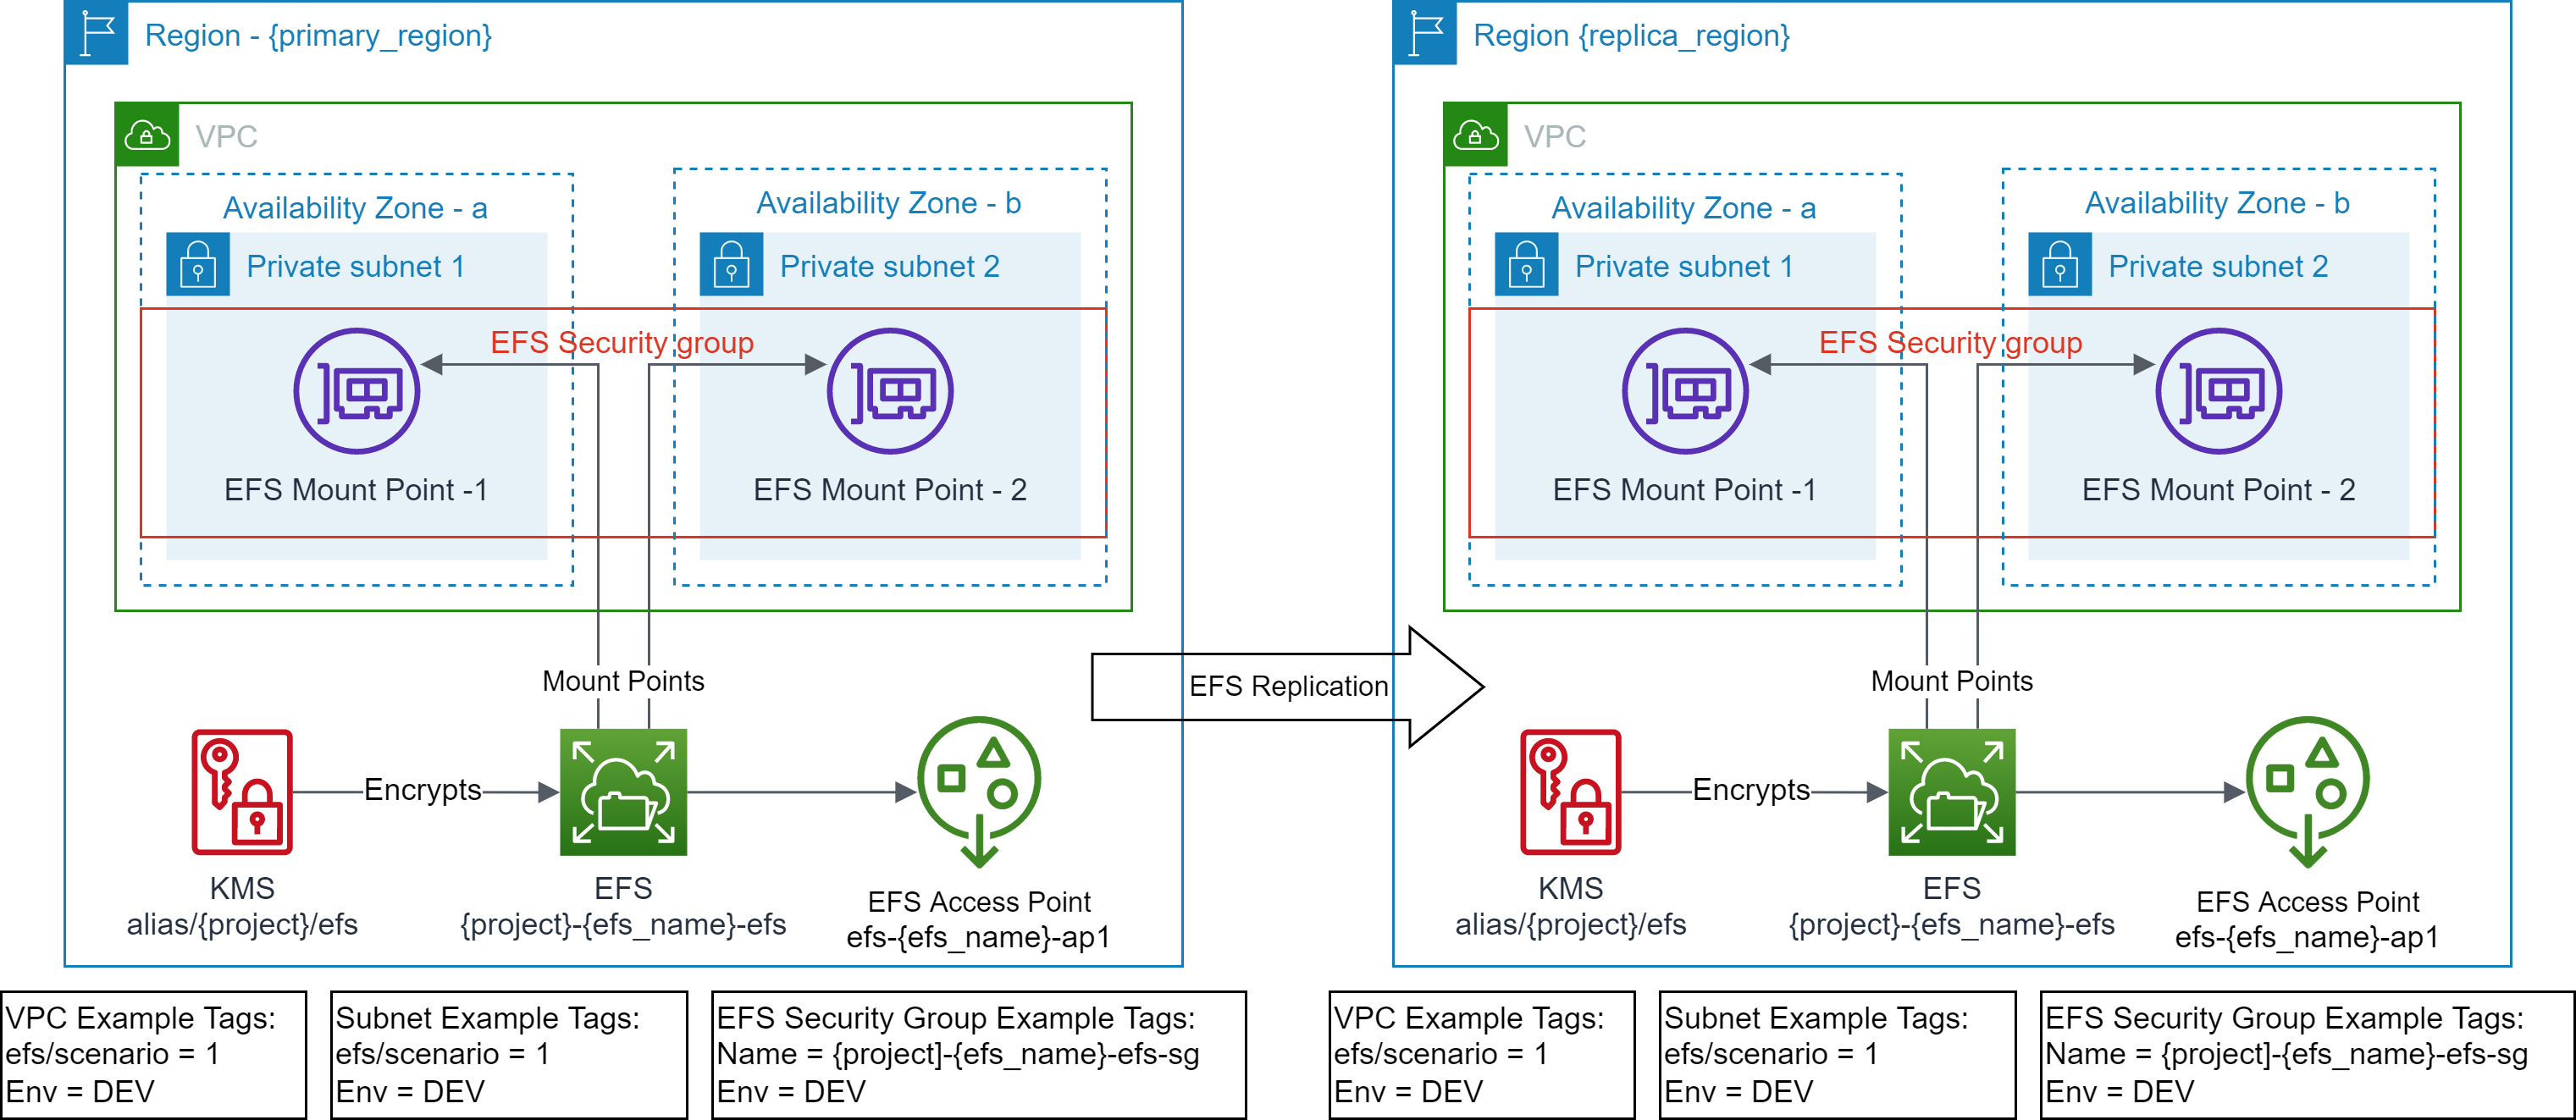 Region - {primary_region}
VPC
Availability Zone - a
Availability Zone - b
Private subnet 1
Private subnet 2
EFS Security group
EFS Mount Point -1
EFS Mount Point - 2
Mount Points
Encrypts
KMS
alias/{project}/efs
EFS
{project}-{efs_name}-efs
EFS Access Point
efs-{efs_name}-ap1
EFS Replication
Region {replica_region}
VPC
Availability Zone - a
Availability Zone - b
Private subnet 1
Private subnet 2
EFS Security group
EFS Mount Point -1
EFS Mount Point - 2
Mount Points
Encrypts
KMS
alias/{project}/efs
EFS
{project}-{efs_name}-efs
EFS Access Point
efs-{efs_name}-ap1
VPC Example Tags:
efs/scenario = 1
Env = DEV
Subnet Example Tags:
efs/scenario = 1
Env = DEV
EFS Security Group Example Tags:
Name = {project]-{efs_name}-efs-sg
Env = DEV
VPC Example Tags:
efs/scenario = 1
Env = DEV
Subnet Example Tags:
efs/scenario = 1
Env = DEV
EFS Security Group Example Tags:
Name = {project]-{efs_name}-efs-sg
Env = DEV